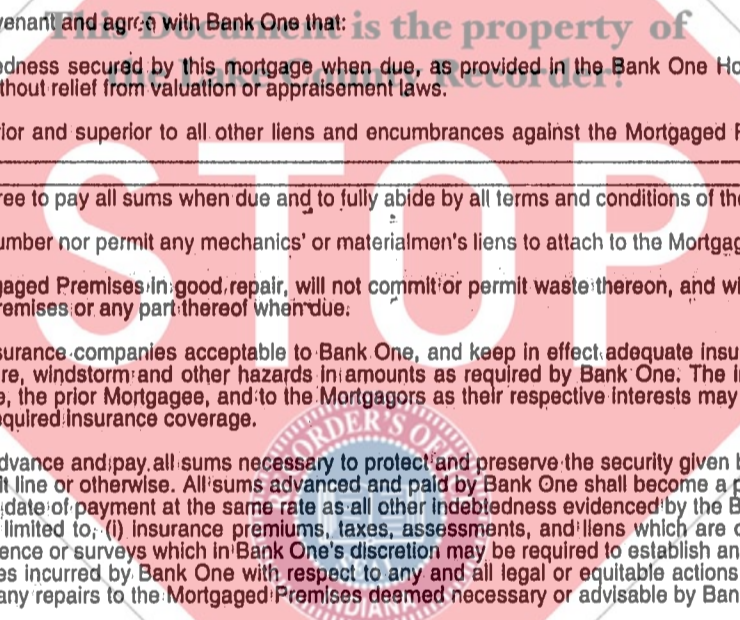 This Document is the property of
the Lake County Recorder!
STOP
venant and agree with Bank One that:
edness secured by this mortgage when due, as provided in the Bank One Ho
thout relief from valuation or appraisement laws.
ior and superior to all other liens and encumbrances against the Mortgaged P
ree to pay all sums when due and to fully abide by all terms and conditions of the
umber nor permit any mechanics' or materialmen's liens to attach to the Mortgag
gaged Premises in good repair, will not commit or permit waste thereon, and wi
remises or any part thereof when due.
surance companies acceptable to Bank One, and keep in effect adequate insu
re, windstorm and other hazards in amounts as required by Bank One. The i
e, the prior Mortgagee, and to the Mortgagors as their respective interests may
equired insurance coverage.
dvance and pay all sums necessary to protect and preserve the security given b
it line or otherwise. All sums advanced and paid by Bank One shall become a p
date of payment at the same rate as all other indebtedness evidenced by the B
limited to, (i) insurance premiums, taxes, assessments, and liens which are o
ence or surveys which in Bank One's discretion may be required to establish an
es incurred by Bank One with respect to any and all legal or equitable actions
any repairs to the Mortgaged Premises deemed necessary or advisable by Ban
RECORDER'S OF
INDIANA